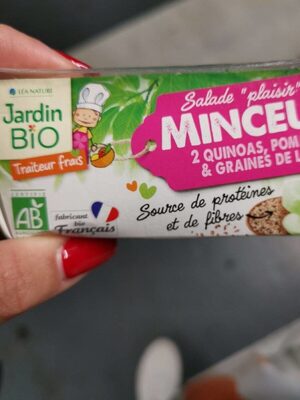 LÉA NATURE
Jardin
BiO
Traiteur frais
Salade "plaisir"
MINCEU
2 QUINOAS, POM
& GRAINES DE L
Source de protéines
et de fibres
AB
fabricant
bio
Français